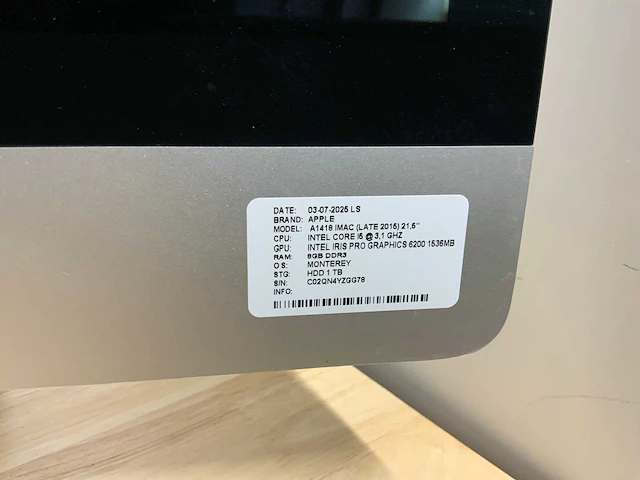 DATE: 03-07-2025 LS
BRAND: APPLE
MODEL: A1418 IMAC (LATE 2015) 21,5"
CPU: INTEL CORE I5 @ 3,1 GHZ
GPU: INTEL IRIS PRO GRAPHICS 6200 1536MB
RAM: 8GB DDR3
OS: MONTEREY
STG: HDD 1 TB
S/N: C02QN4YZGG78
INFO: